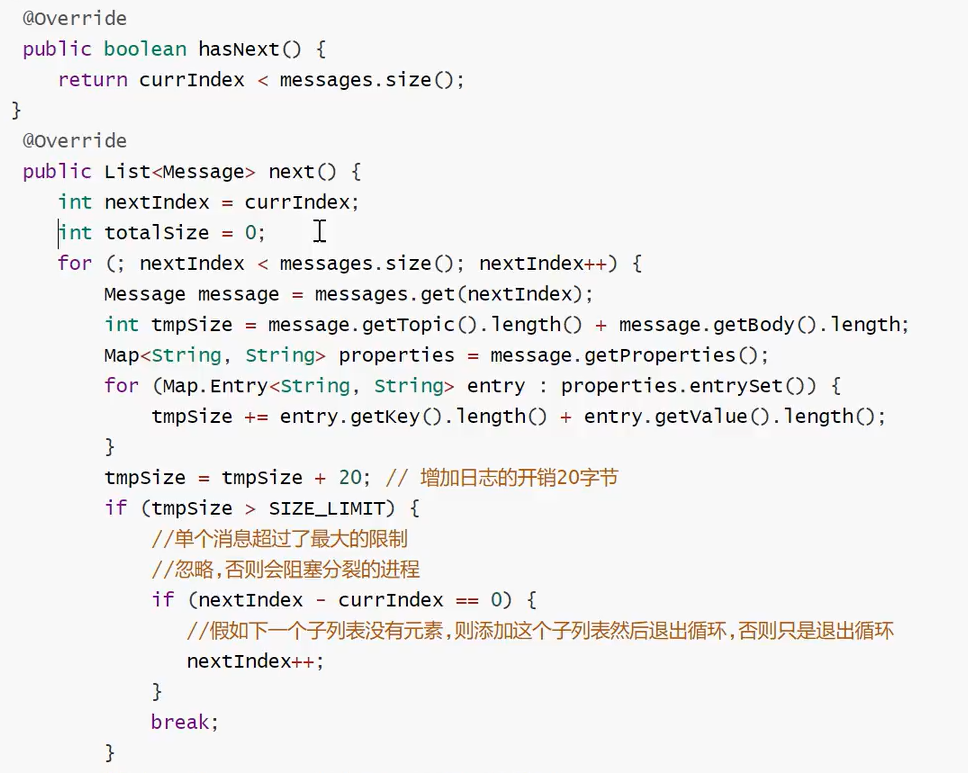 @Override
public boolean hasNext() {
return currIndex < messages.size();
}
@Override
public List<Message> next() {
int nextIndex = currIndex;
int totalSize = 0;
for (; nextIndex < messages.size(); nextIndex++) {
Message message = messages.get(nextIndex);
int tmpSize = message.getTopic().length() + message.getBody().length;
Map<String, String> properties = message.getProperties();
for (Map.Entry<String, String> entry : properties.entrySet()) {
tmpSize += entry.getKey().length() + entry.getValue().length();
}
tmpSize = tmpSize + 20; // 增加日志的开销20字节
if (tmpSize > SIZE_LIMIT) {
//单个消息超过了最大的限制
//忽略,否则会阻塞分裂的进程
if (nextIndex - currIndex == 0) {
//假如下一个子列表没有元素,则添加这个子列表然后退出循环,否则只是退出循环
nextIndex++;
}
break;
}